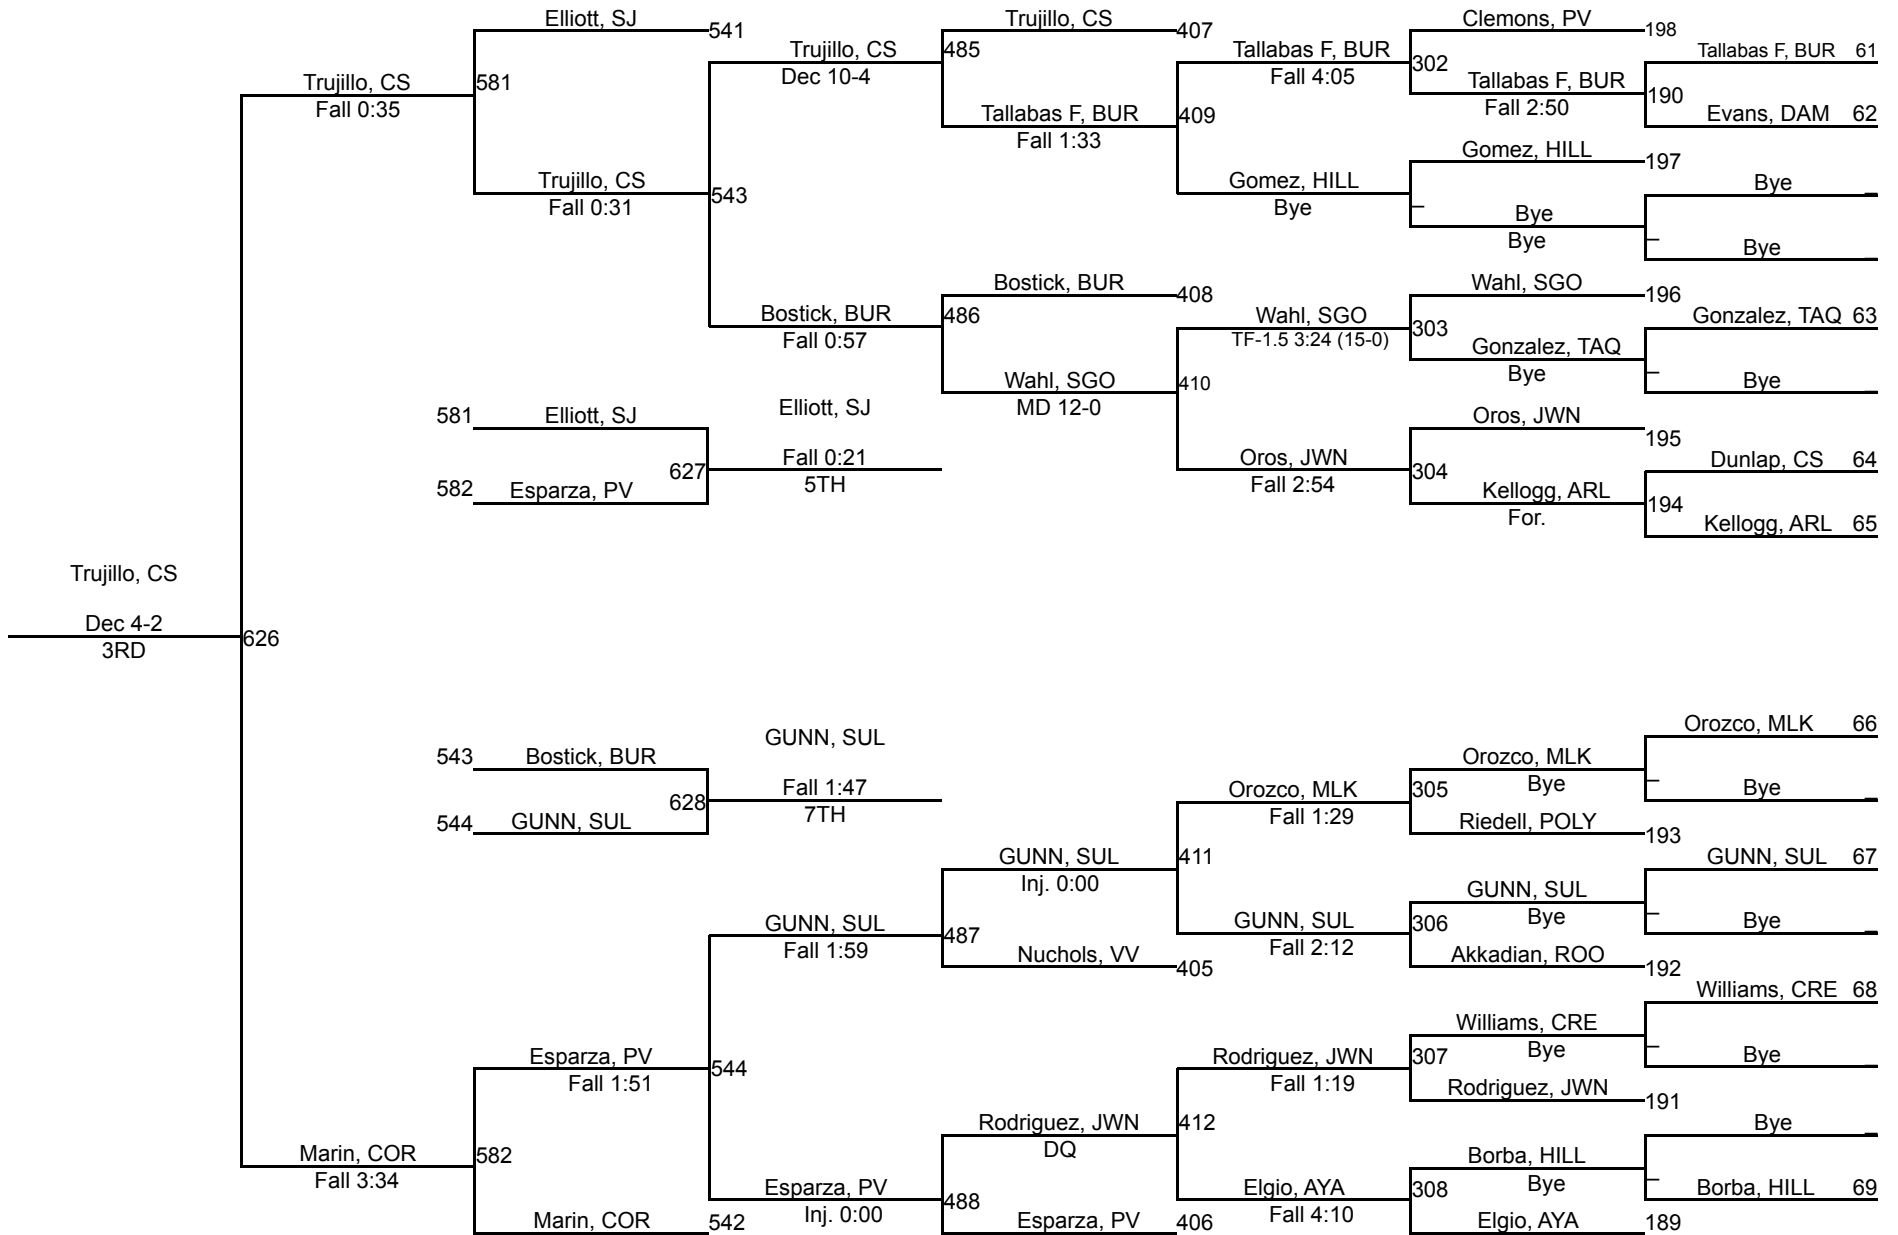 Elliott, SJ
541
Trujillo, CS
407
Clemons, PV
198
Trujillo, CS
Dec 10-4
485
Tallabas F, BUR
Fall 4:05
302
Tallabas F, BUR 61
Trujillo, CS
Fall 0:35
581
Tallabas F, BUR
Fall 2:50
190
Tallabas F, BUR
Fall 1:33
409
Evans, DAM 62
Gomez, HILL
197
Trujillo, CS
Fall 0:31
543
Gomez, HILL
Bye
Bye _
_
Bye
Bye
_
Bye _
Bostick, BUR
408
Wahl, SGO
196
Bostick, BUR
Fall 0:57
486
Wahl, SGO
TF-1.5 3:24 (15-0)
303
Gonzalez, TAQ 63
Gonzalez, TAQ
Bye
_
Wahl, SGO
MD 12-0
410
Bye _
581
Elliott, SJ
Elliott, SJ
Oros, JWN
195
627
Fall 0:21
5TH
Oros, JWN
Fall 2:54
304
Dunlap, CS 64
582
Esparza, PV
Kellogg, ARL
For.
194
Kellogg, ARL 65
Trujillo, CS
Dec 4-2
3RD
626
GUNN, SUL
Orozco, MLK 66
543
Bostick, BUR
Orozco, MLK
Bye
_
628
Fall 1:47
7TH
Orozco, MLK
Fall 1:29
305
Bye _
544
GUNN, SUL
Riedell, POLY
193
GUNN, SUL
Inj. 0:00
411
GUNN, SUL 67
GUNN, SUL
Bye
_
GUNN, SUL
Fall 1:59
487
GUNN, SUL
Fall 2:12
306
Bye _
Nuchols, VV
405
Akkadian, ROO
192
Williams, CRE 68
Williams, CRE
Bye
_
Esparza, PV
Fall 1:51
544
Rodriguez, JWN
Fall 1:19
307
Bye _
Rodriguez, JWN
191
Rodriguez, JWN
DQ
412
Bye _
Marin, COR
Fall 3:34
582
Borba, HILL
Bye
_
Esparza, PV
Inj. 0:00
488
Elgio, AYA
Fall 4:10
308
Borba, HILL 69
Marin, COR
542
Esparza, PV
406
Elgio, AYA
189